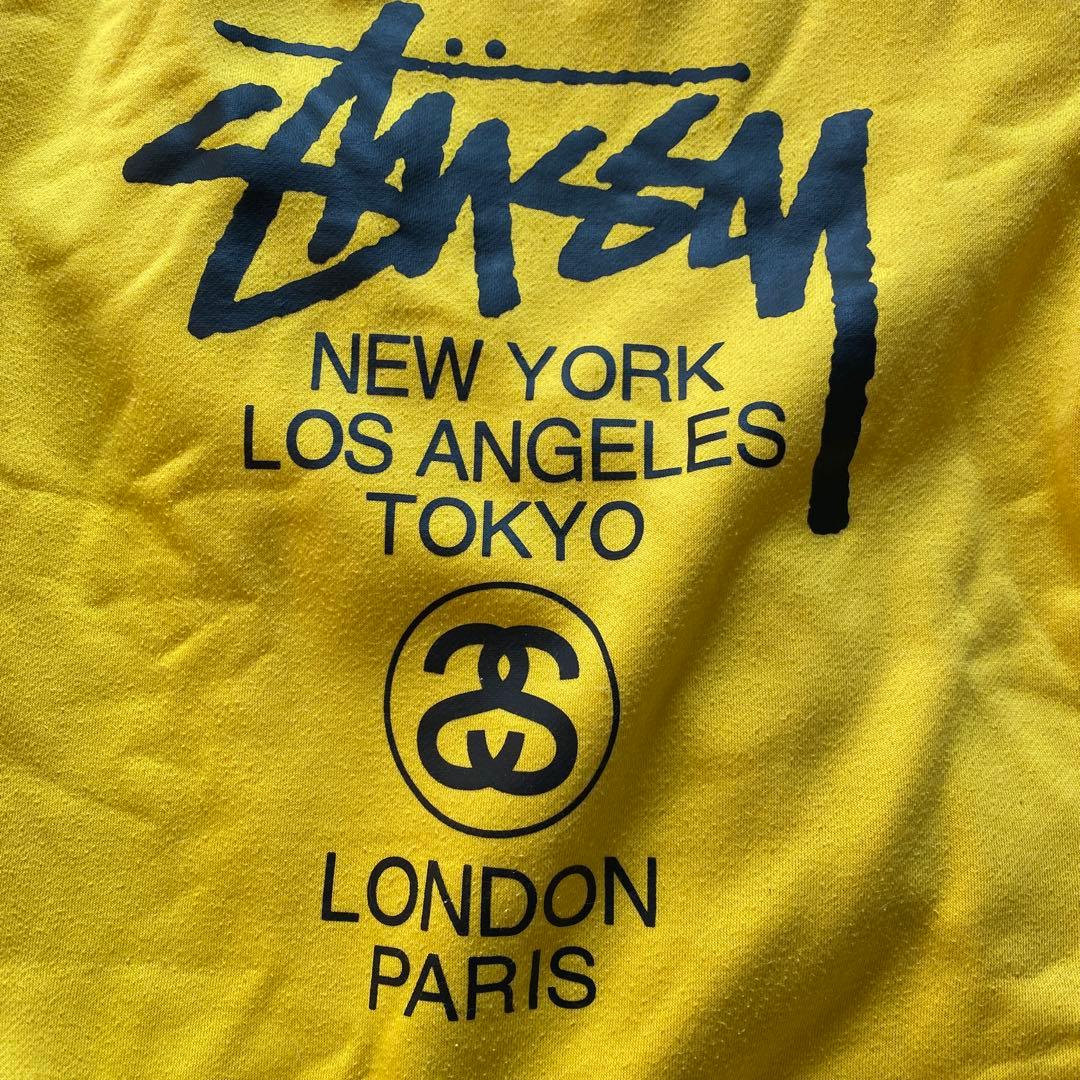 STÜSSY
NEW YORK
LOS ANGELES
TOKYO
LONDON
PARIS